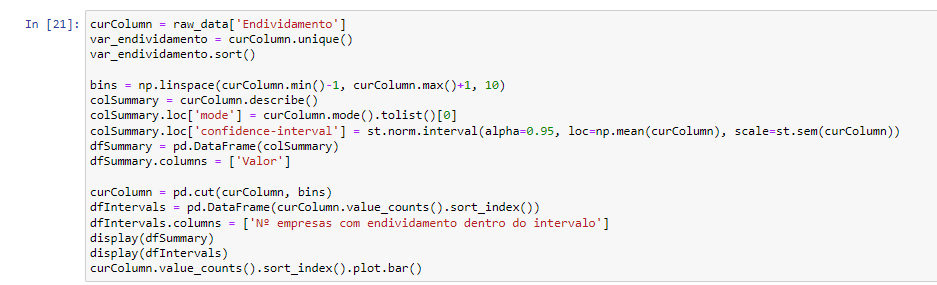 In [21]: curColumn = raw_data['Endividamento']
var_endividamento = curColumn.unique()
var_endividamento.sort()
bins = np.linspace(curColumn.min()-1, curColumn.max()+1, 10)
colSummary = curColumn.describe()
colSummary.loc['mode'] = curColumn.mode().tolist()[0]
colSummary.loc['confidence-interval'] = st.norm.interval(alpha=0.95, loc=np.mean(curColumn), scale=st.sem(curColumn))
dfSummary = pd.DataFrame(colSummary)
dfSummary.columns = ['Valor']
curColumn = pd.cut(curColumn, bins)
dfIntervals = pd.DataFrame(curColumn.value_counts().sort_index())
dfIntervals.columns = ['Nº empresas com endividamento dentro do intervalo']
display(dfSummary)
display(dfIntervals)
curColumn.value_counts().sort_index().plot.bar()